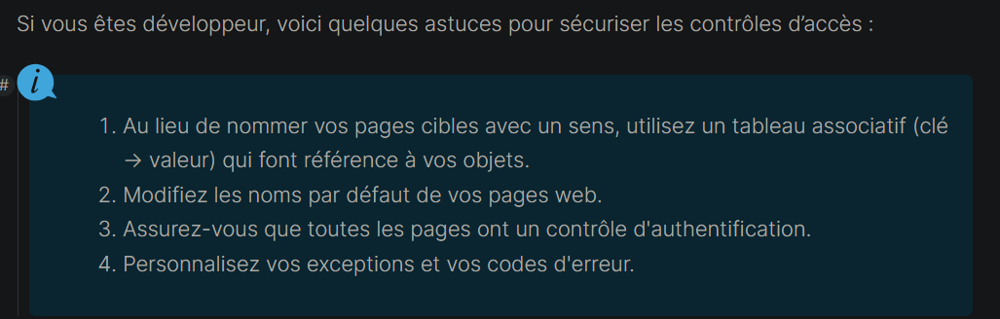 Si vous êtes développeur, voici quelques astuces pour sécuriser les contrôles d’accès :
#
i
1. Au lieu de nommer vos pages cibles avec un sens, utilisez un tableau associatif (clé
→ valeur) qui font référence à vos objets.
2. Modifiez les noms par défaut de vos pages web.
3. Assurez-vous que toutes les pages ont un contrôle d'authentification.
4. Personnalisez vos exceptions et vos codes d'erreur.